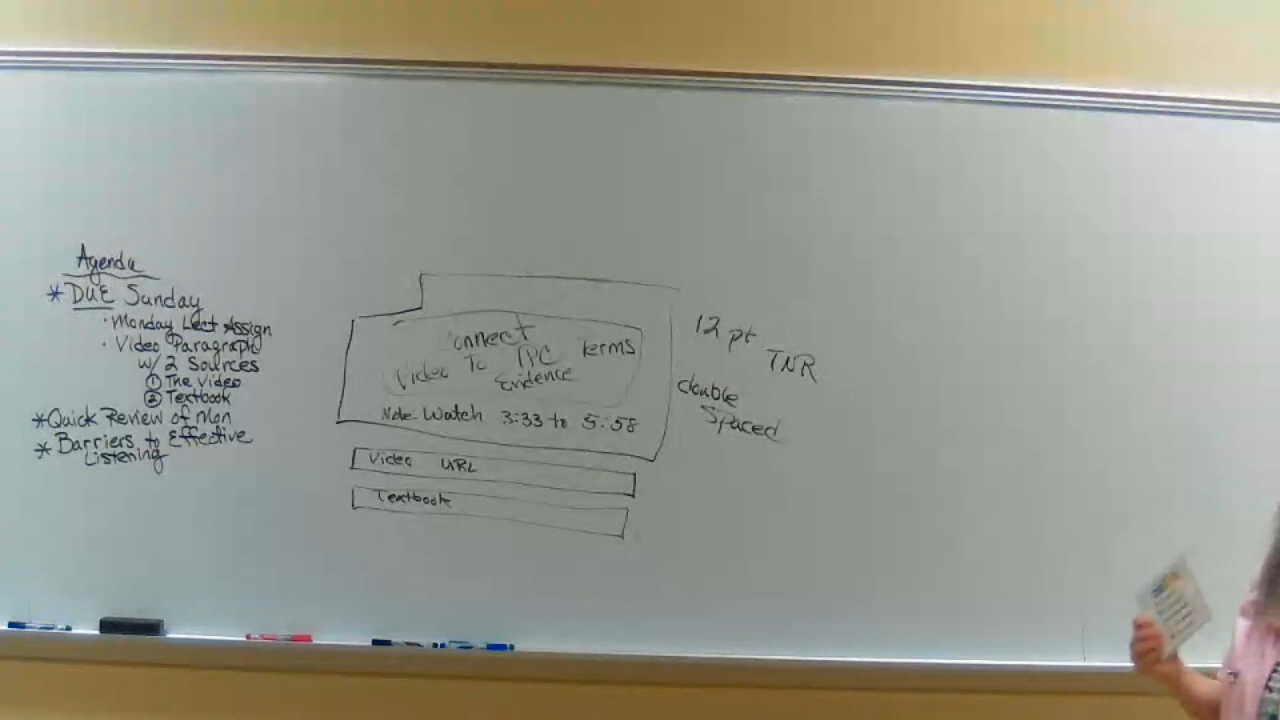 Agenda
* DUE Sunday
· Monday Lect Assign
· Video Paragraph
w/ 2 Sources
① The Video
② Textbook
* Quick Review of Mon
* Barriers to Effective
Listening
Connect
Video To IPC Terms
Evidence
Note: Watch 3:33 to 5:58
Video URL
Textbook
12 pt
TNR
double
Spaced